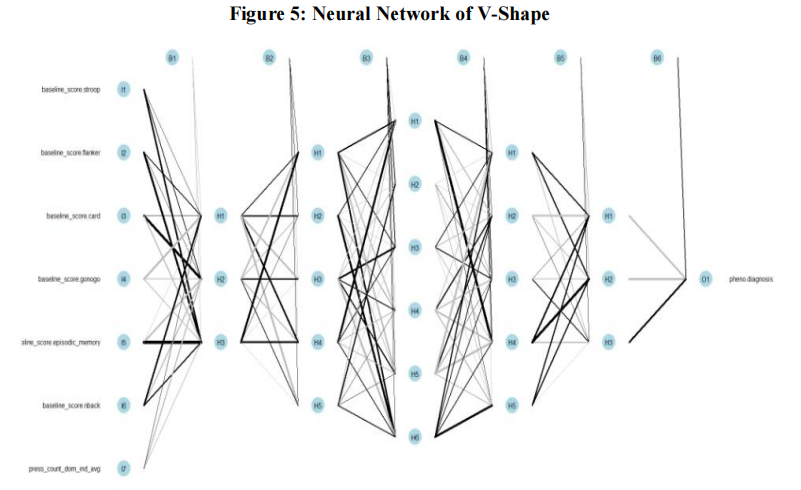 Figure 5: Neural Network of V-Shape
B1 B2 B3 B4 B5 B6
baseline_score.stroop I1
H1
baseline_score.flanker I2 H1 H1
H2
baseline_score.card I3 H1 H2 H2 H1
H3
baseline_score.gonogo I4 H2 H3 H3 H2 O1 pheno.diagnosis
H4
eline_score.episodic_memory I5 H3 H4 H4 H3
H5
baseline_score.nback I6 H5 H5
H6
press_count_dom_ind_avg I7